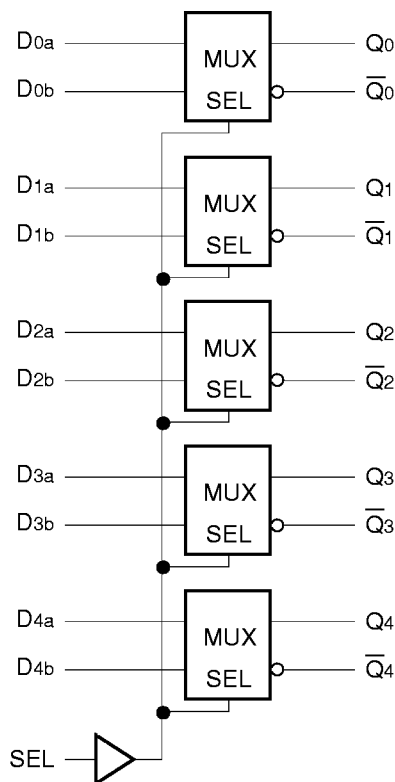 D0a MUX Q0
D0b SEL Q̅0
D1a MUX Q1
D1b SEL Q̅1
D2a MUX Q2
D2b SEL Q̅2
D3a MUX Q3
D3b SEL Q̅3
D4a MUX Q4
D4b SEL Q̅4
SEL